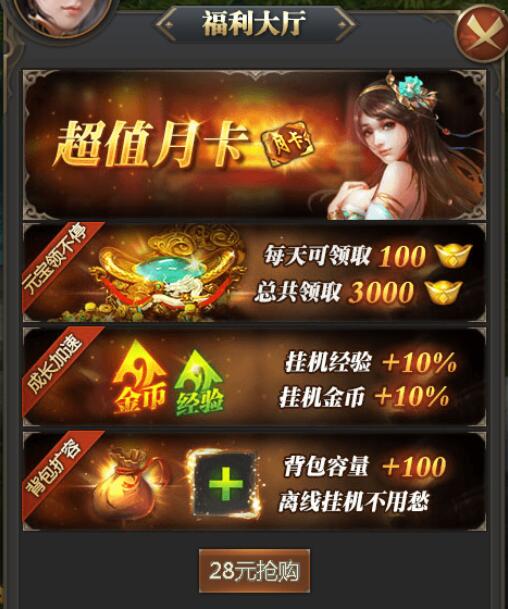 福利大厅
超值月卡
月卡
元宝领不停
每天可领取 100
总共领取 3000
成长加速
金币
经验
挂机经验 +10%
挂机金币 +10%
背包扩容
背包容量 +100
离线挂机不用愁
28元抢购